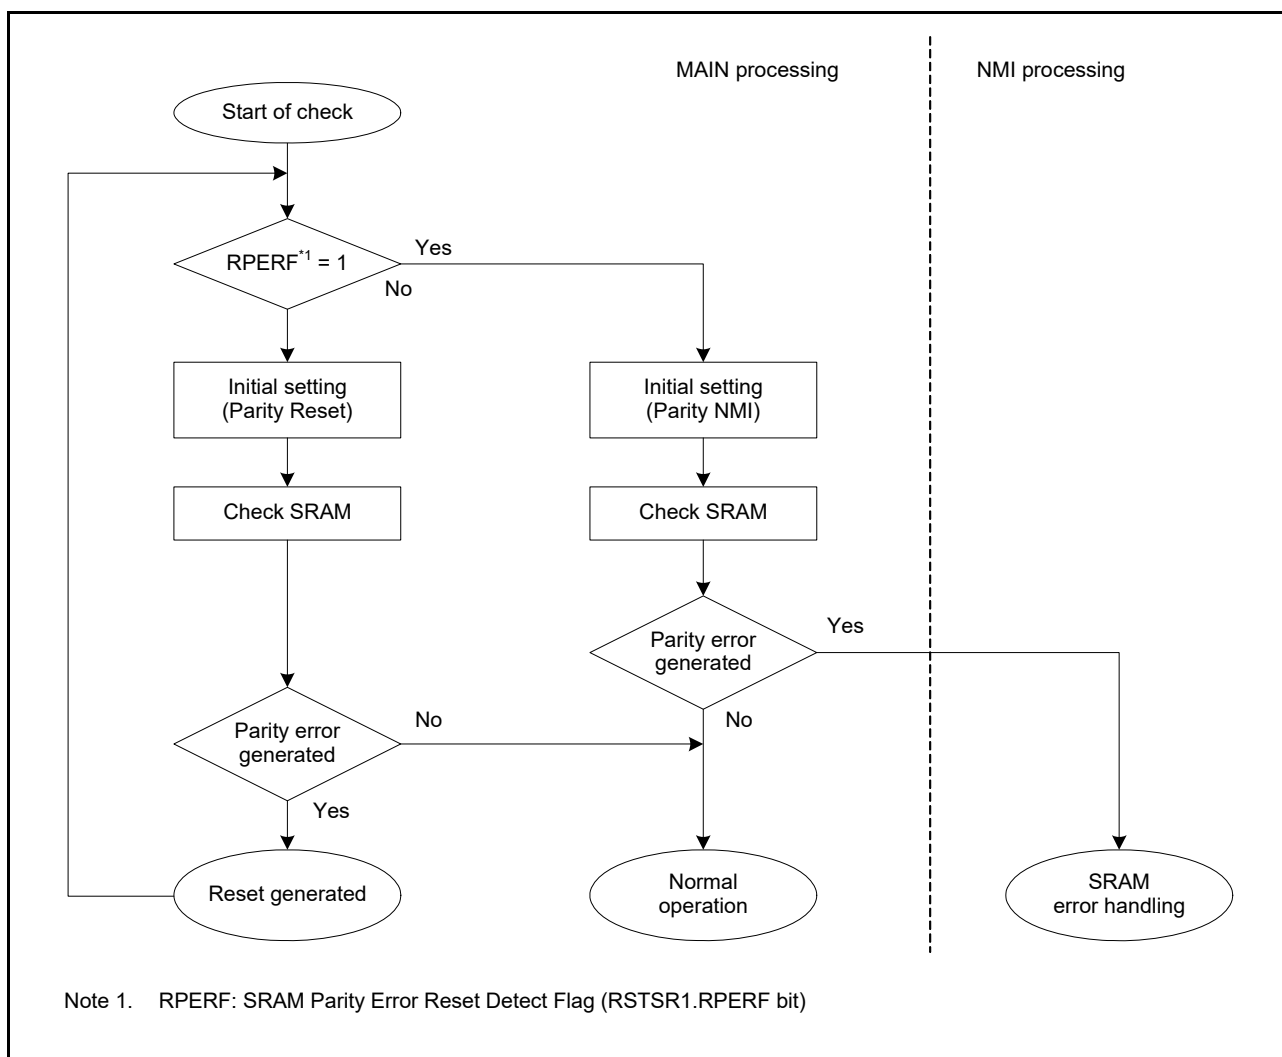 MAIN processing
NMI processing
Start of check
RPERF*1 = 1
Yes
No
Initial setting
(Parity Reset)
Initial setting
(Parity NMI)
Check SRAM
Check SRAM
Parity error
generated
Yes
No
Parity error
generated
No
Yes
Reset generated
Normal
operation
SRAM
error handling
Note 1. RPERF: SRAM Parity Error Reset Detect Flag (RSTSR1.RPERF bit)